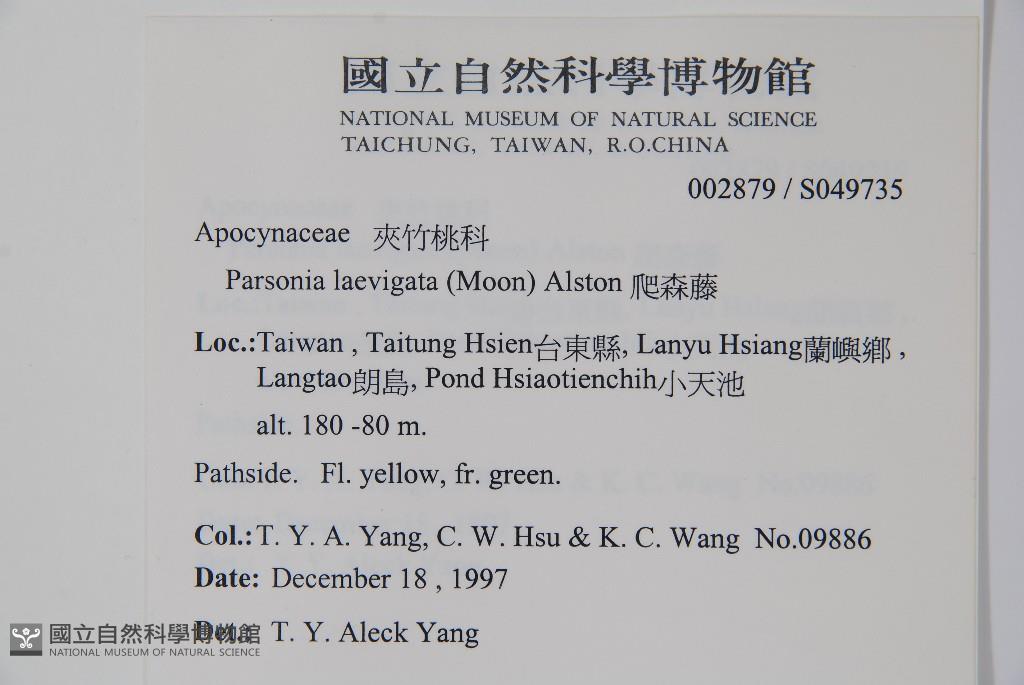 國立自然科學博物館
NATIONAL MUSEUM OF NATURAL SCIENCE
TAICHUNG, TAIWAN, R.O.CHINA
002879 / S049735
Apocynaceae 夾竹桃科
Parsonia laevigata (Moon) Alston 爬森藤
Loc.:Taiwan , Taitung Hsien台東縣, Lanyu Hsiang蘭嶼鄉 ,
Langtao朗島, Pond Hsiaotienchih小天池
alt. 180 -80 m.
Pathside. Fl. yellow, fr. green.
Col.:T. Y. A. Yang, C. W. Hsu & K. C. Wang No.09886
Date: December 18 , 1997
Det.: T. Y. Aleck Yang
國立自然科學博物館
NATIONAL MUSEUM OF NATURAL SCIENCE